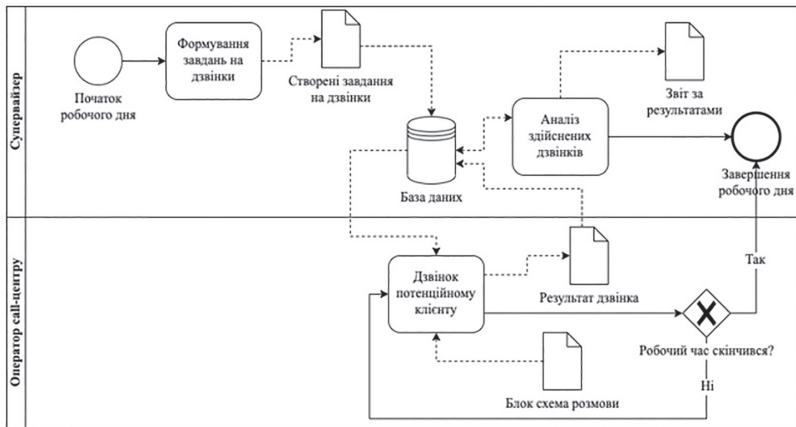 Супервайзер
Початок
робочого дня
Формування
завдань на
дзвінки
Створені завдання
на дзвінки
База даних
Аналіз
здійснених
дзвінків
Звіт за
результатами
Завершення
робочого дня
Оператор call-центру
Дзвінок
потенційному
клієнту
Результат дзвінка
Блок схема розмови
Робочий час скінчився?
Так
Ні